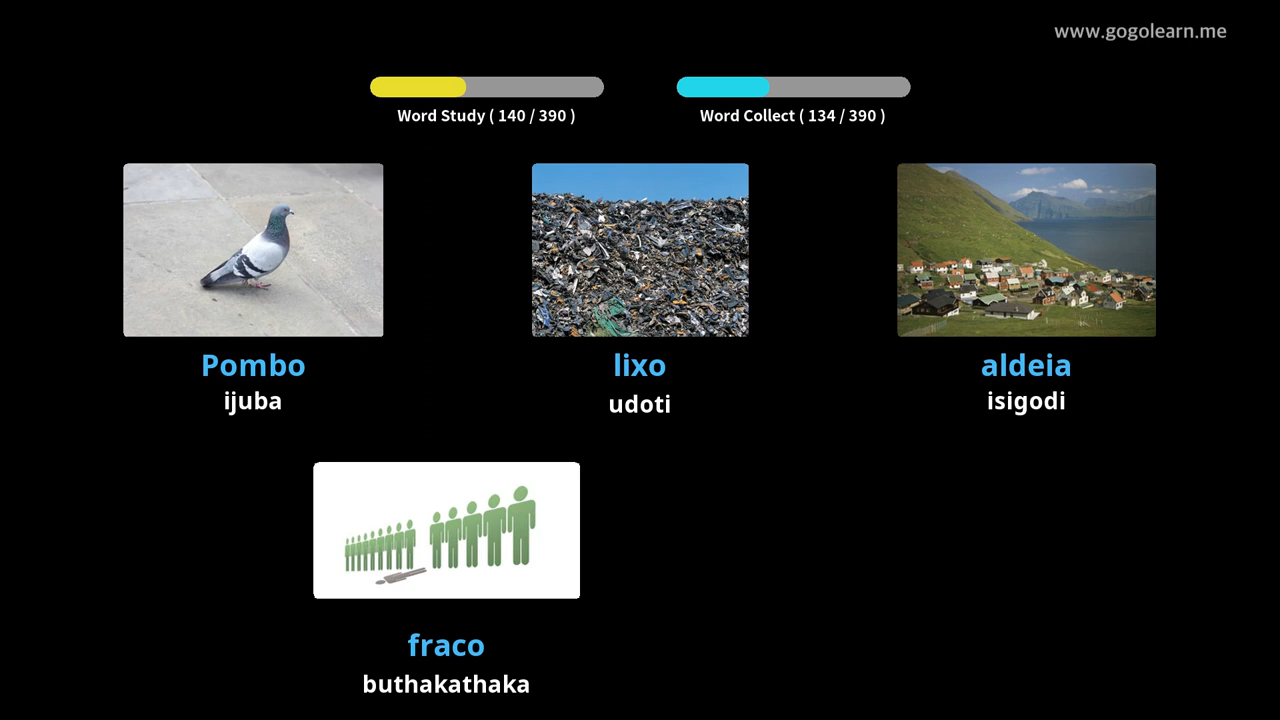 www.gogolearn.me
Word Study ( 140 / 390 )
Word Collect ( 134 / 390 )
Pombo
ijuba
lixo
udoti
aldeia
isigodi
fraco
buthakathaka